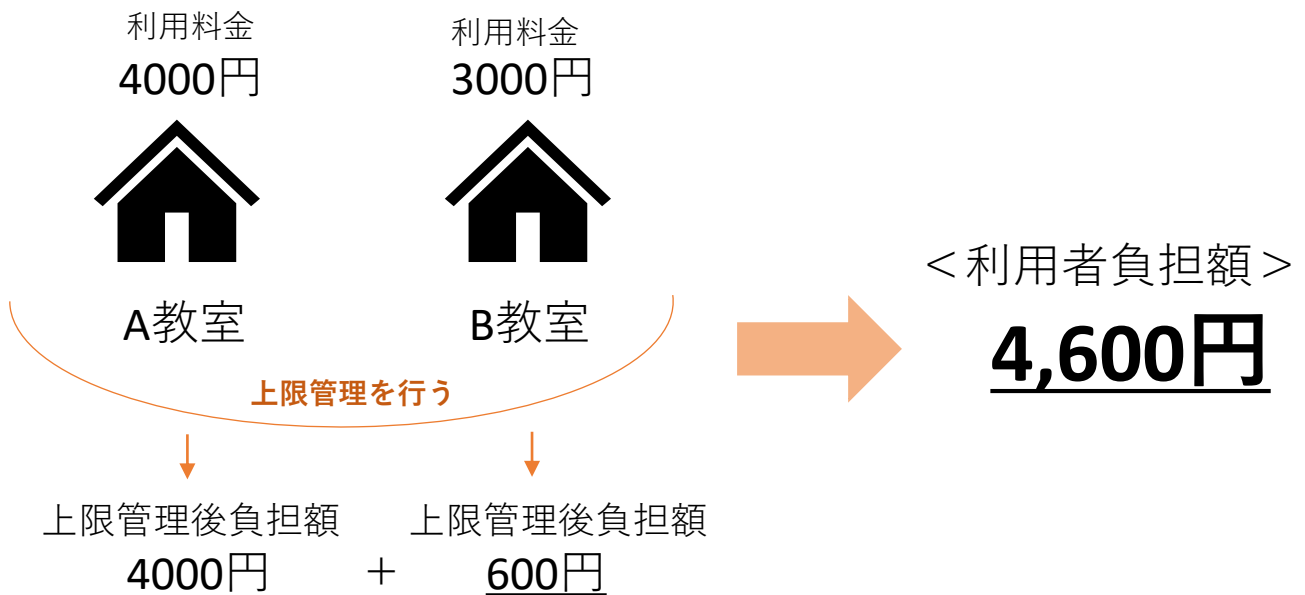 利用料金
4000円
利用料金
3000円
A教室
B教室
上限管理を行う
上限管理後負担額
4000円
+
上限管理後負担額
600円
＜利用者負担額＞
4,600円